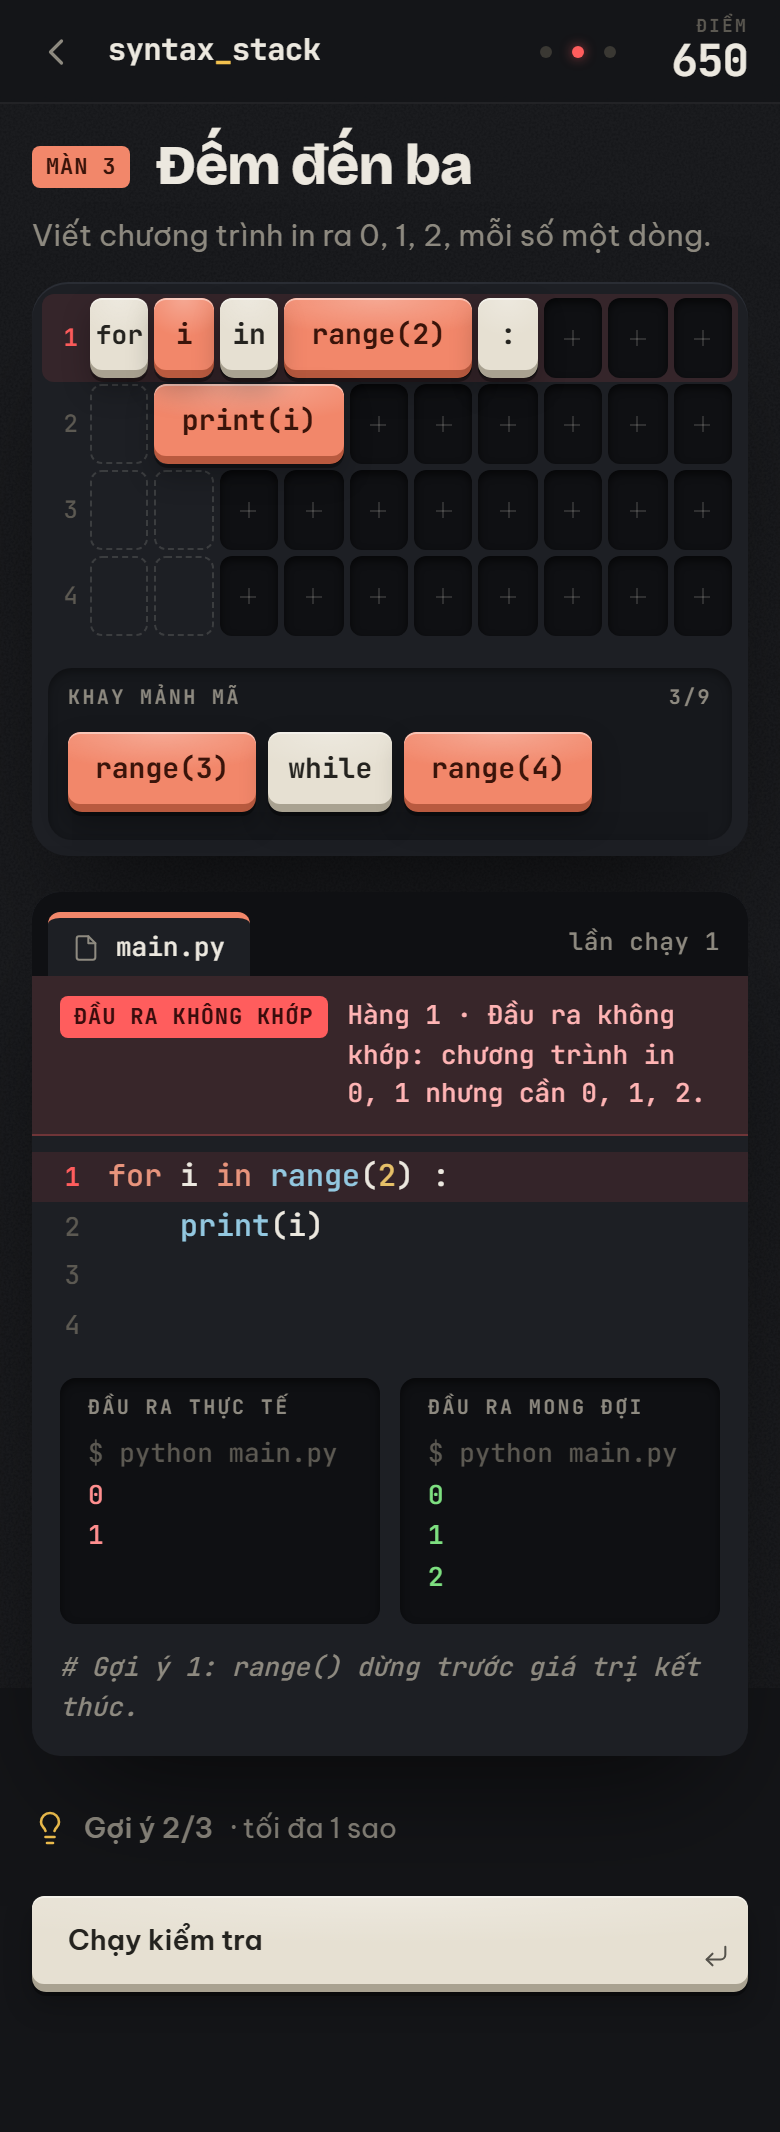 syntax_stack
ĐIỂM
650
MÀN 3
Đếm đến ba
Viết chương trình in ra 0, 1, 2, mỗi số một dòng.
1 for i in range(2) : + + +
2 print(i) + + + + + +
3 + + + + + + + +
4 + + + + + + + +
KHAY MẢNH MÃ 3/9
range(3) while range(4)
main.py lần chạy 1
ĐẦU RA KHÔNG KHỚP
Hàng 1 · Đầu ra không
khớp: chương trình in
0, 1 nhưng cần 0, 1, 2.
1 for i in range(2) :
2 print(i)
3
4
ĐẦU RA THỰC TẾ
$ python main.py
0
1
ĐẦU RA MONG ĐỢI
$ python main.py
0
1
2
# Gợi ý 1: range() dừng trước giá trị kết
thúc.
Gợi ý 2/3 · tối đa 1 sao
Chạy kiểm tra